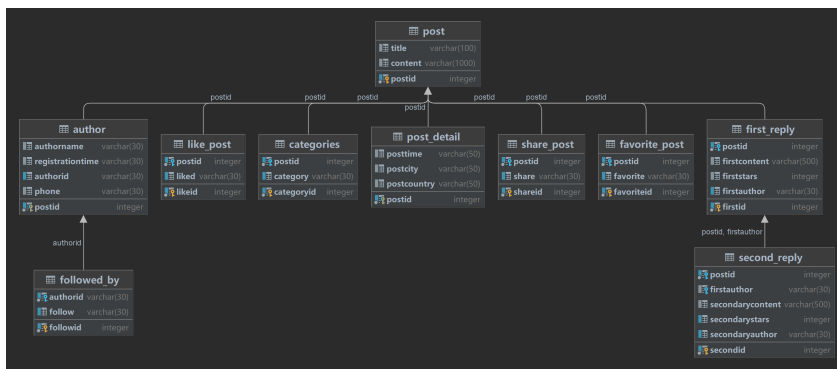 post
title varchar(100)
content varchar(1000)
postid integer
postid postid postid postid postid postid postid
author
authorname varchar(30)
registrationtime varchar(30)
authorid varchar(30)
phone varchar(30)
postid integer
like_post
postid integer
liked varchar(30)
likeid integer
categories
postid integer
category varchar(30)
categoryid integer
post_detail
posttime varchar(50)
postcity varchar(50)
postcountry varchar(50)
postid integer
share_post
postid integer
share varchar(30)
shareid integer
favorite_post
postid integer
favorite varchar(30)
favoriteid integer
first_reply
postid integer
firstcontent varchar(500)
firststars integer
firstauthor varchar(30)
firstid integer
authorid
postid, firstauthor
followed_by
authorid varchar(30)
follow varchar(30)
followid integer
second_reply
postid integer
firstauthor varchar(30)
secondarycontent varchar(500)
secondarystars integer
secondaryauthor varchar(30)
secondid integer